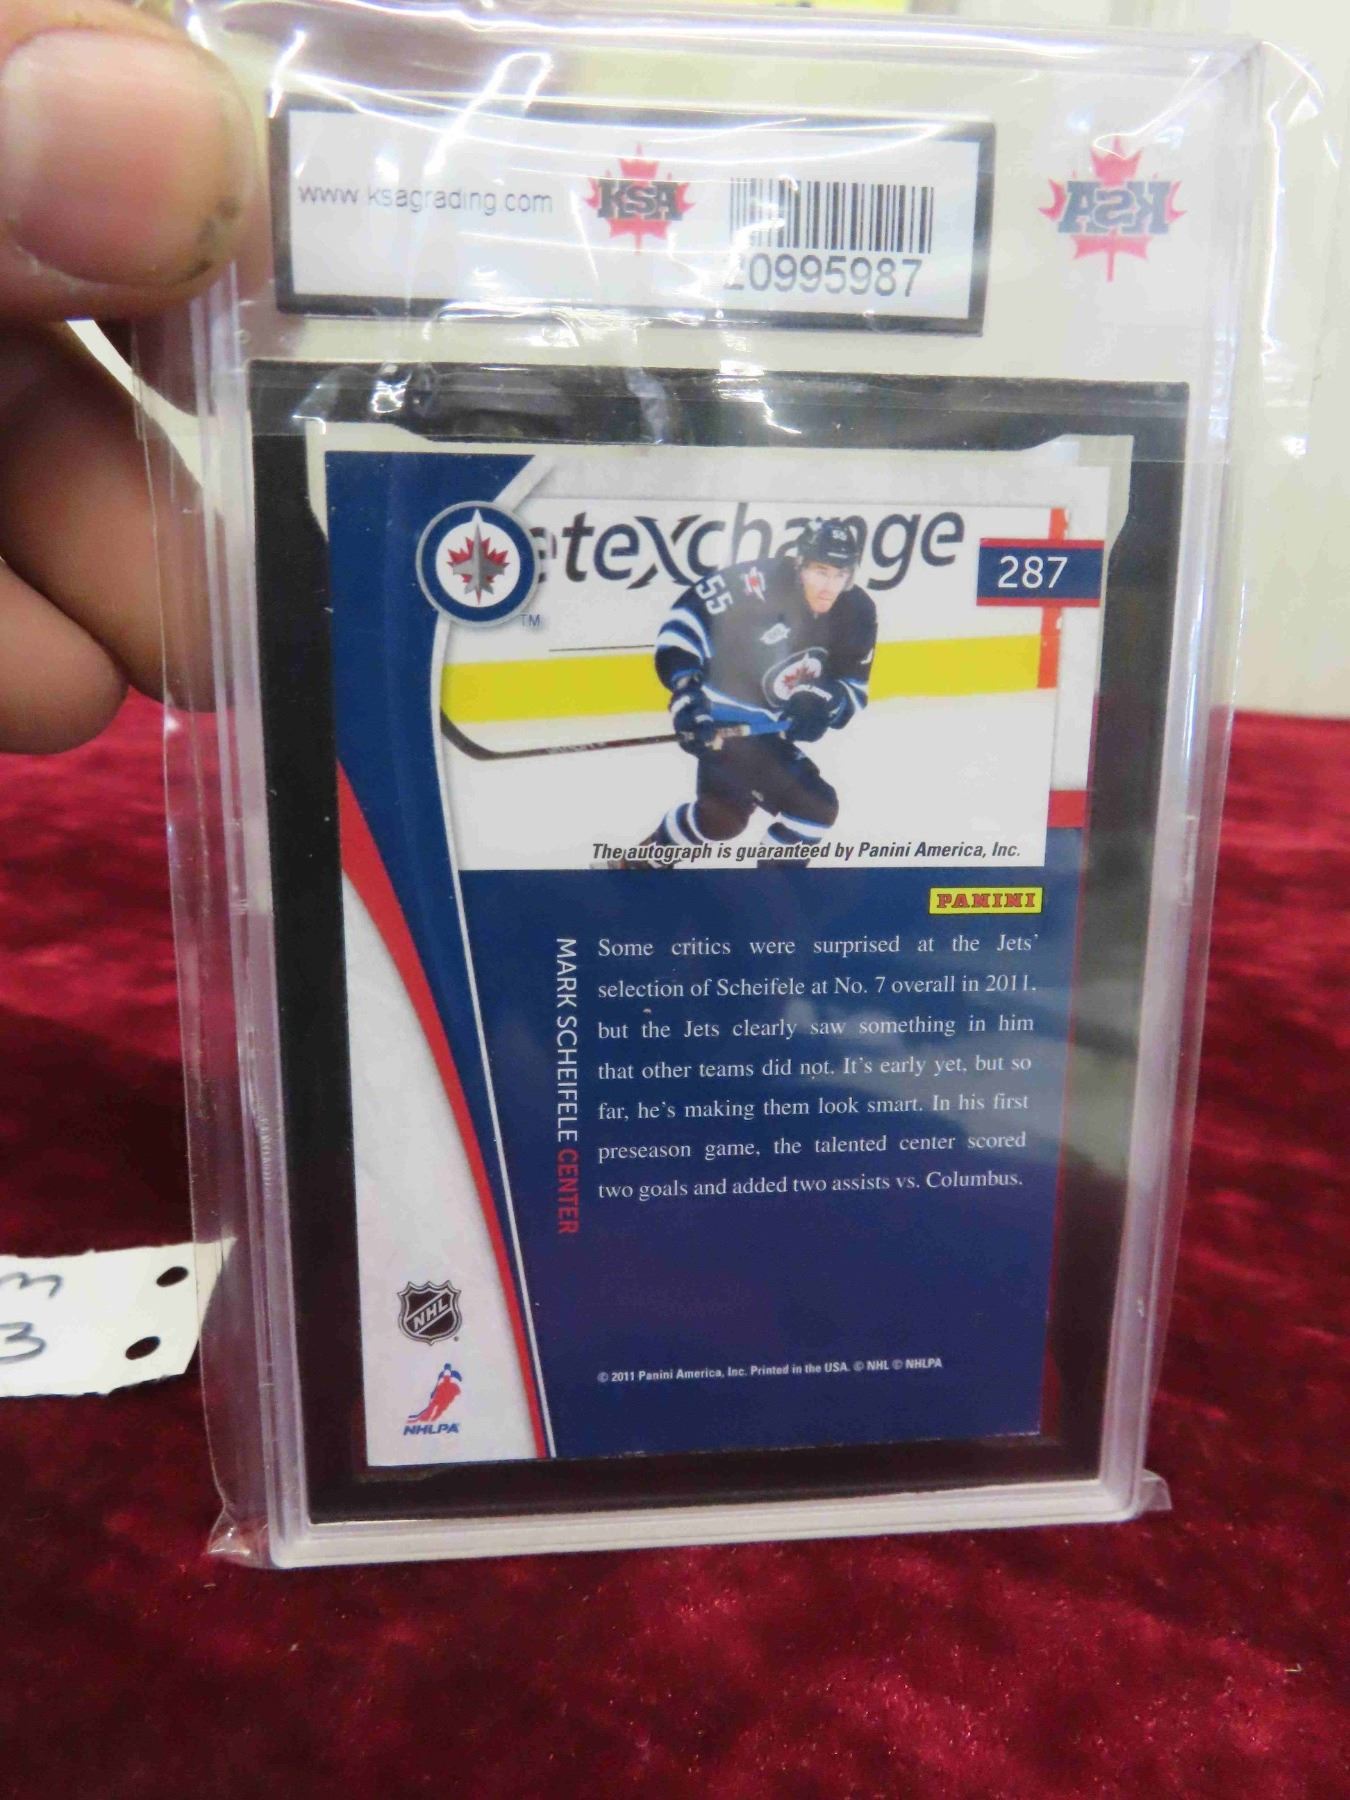 www.ksagrading.com
KSA
KSA
20995987
etexchange
287
55
TM
The autograph is guaranteed by Panini America, Inc.
PANINI
MARK SCHEIFELE CENTER
Some critics were surprised at the Jets'
selection of Scheifele at No. 7 overall in 2011,
but the Jets clearly saw something in him
that other teams did not. It's early yet, but so
far, he's making them look smart. In his first
preseason game, the talented center scored
two goals and added two assists vs. Columbus.
NHL
NHLPA
© 2011 Panini America, Inc. Printed in the USA. © NHL © NHLPA
m
3